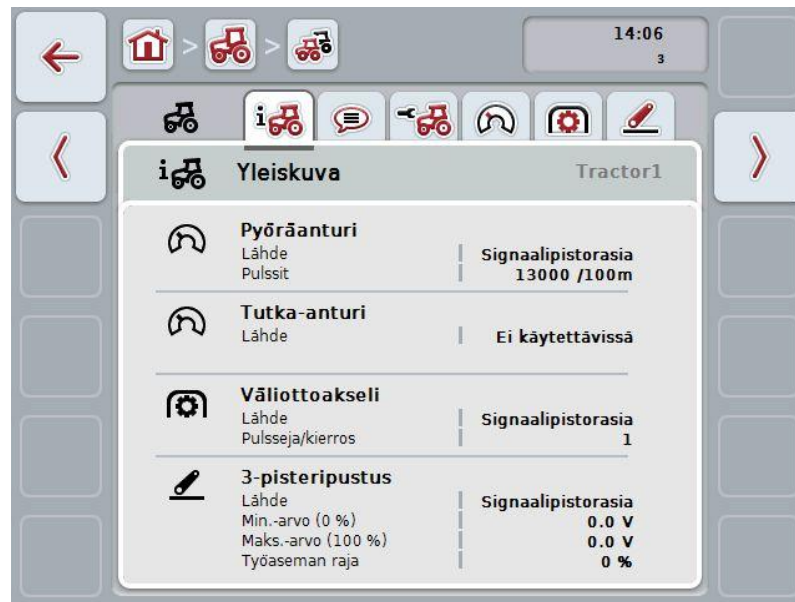 14:06
3
Yleiskuva Tractor1
Pyöräanturi
Lähde Signaalipistorasia
Pulssit 13000 /100m
Tutka-anturi
Lähde Ei käytettävissä
Väliottoakseli
Lähde Signaalipistorasia
Pulsseja/kierros 1
3-pisteripustus
Lähde Signaalipistorasia
Min.-arvo (0 %) 0.0 V
Maks.-arvo (100 %) 0.0 V
Työaseman raja 0 %